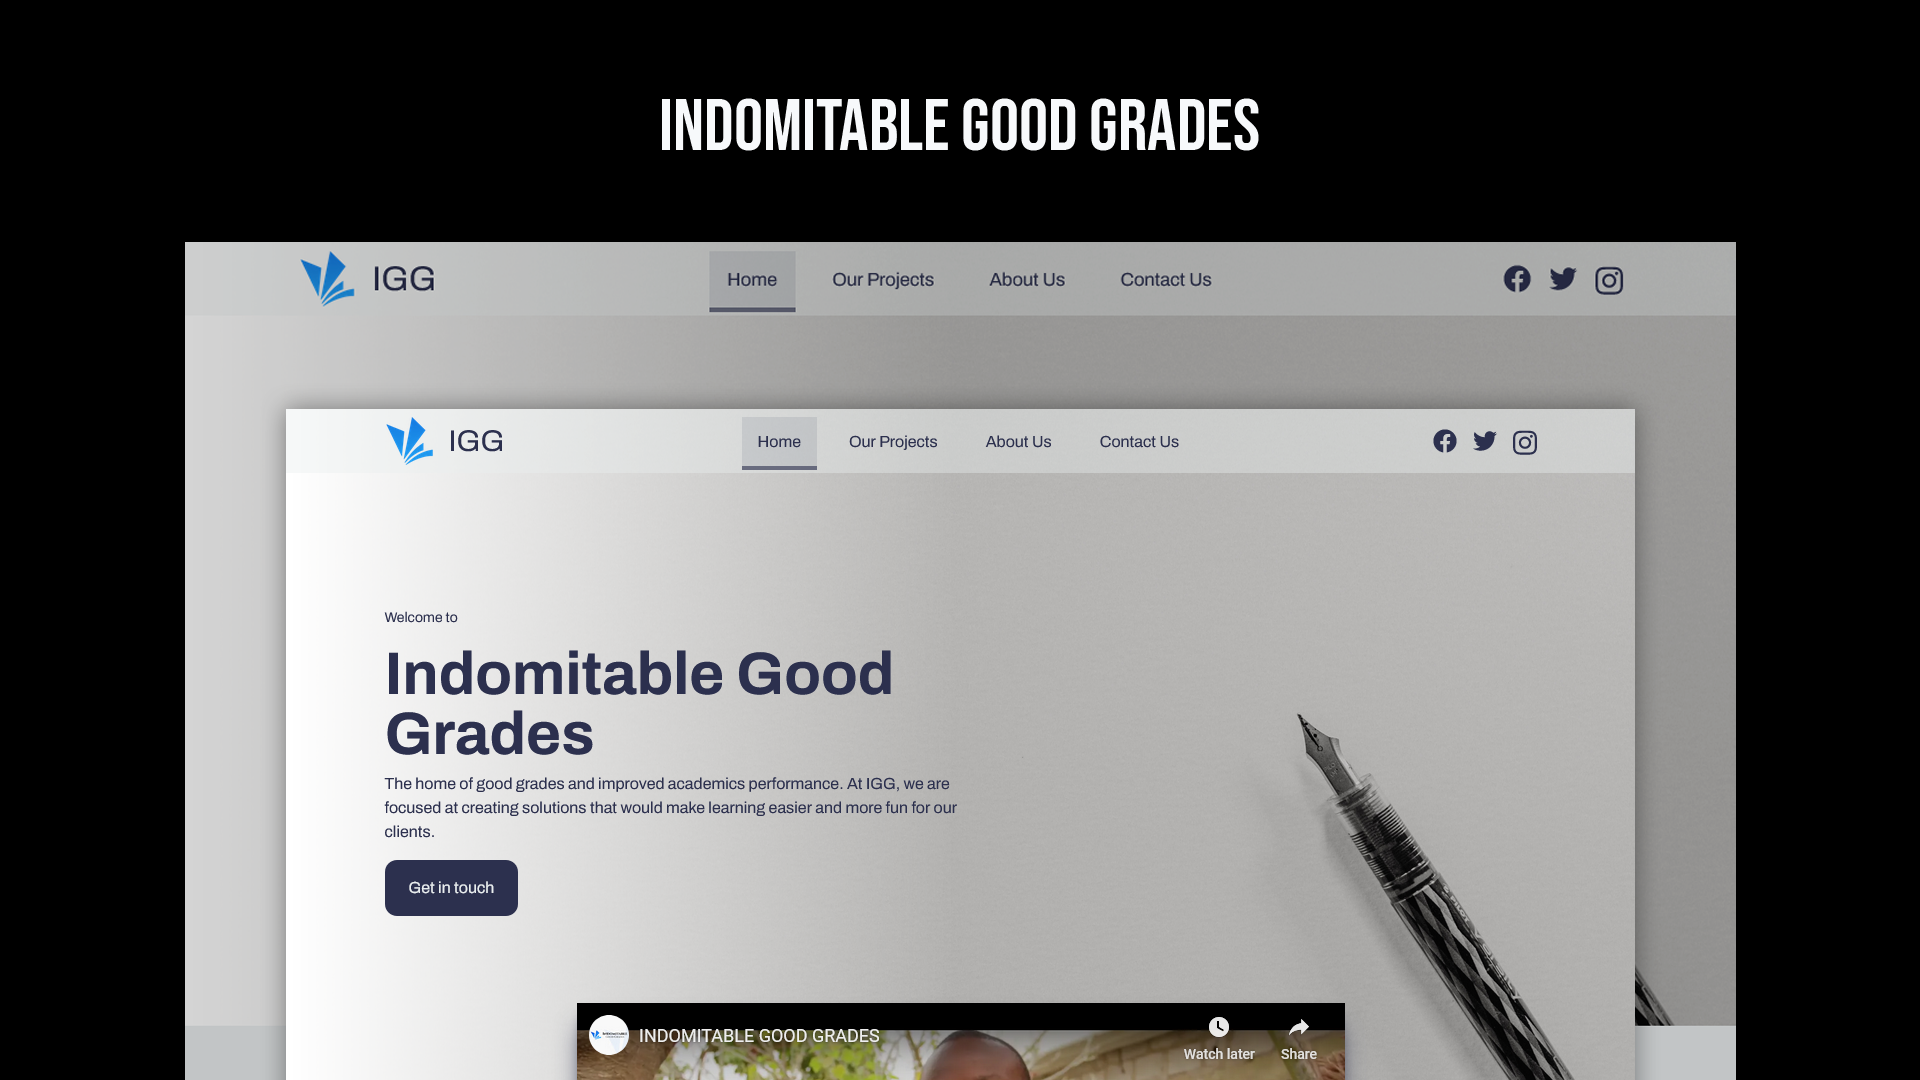 INDOMITABLE GOOD GRADES
IGG
Home
Our Projects
About Us
Contact Us
IGG
Home
Our Projects
About Us
Contact Us
Welcome to
Indomitable Good
Grades
The home of good grades and improved academics performance. At IGG, we are
focused at creating solutions that would make learning easier and more fun for our
clients.
Get in touch
INDOMITABLE GOOD GRADES
Watch later
Share